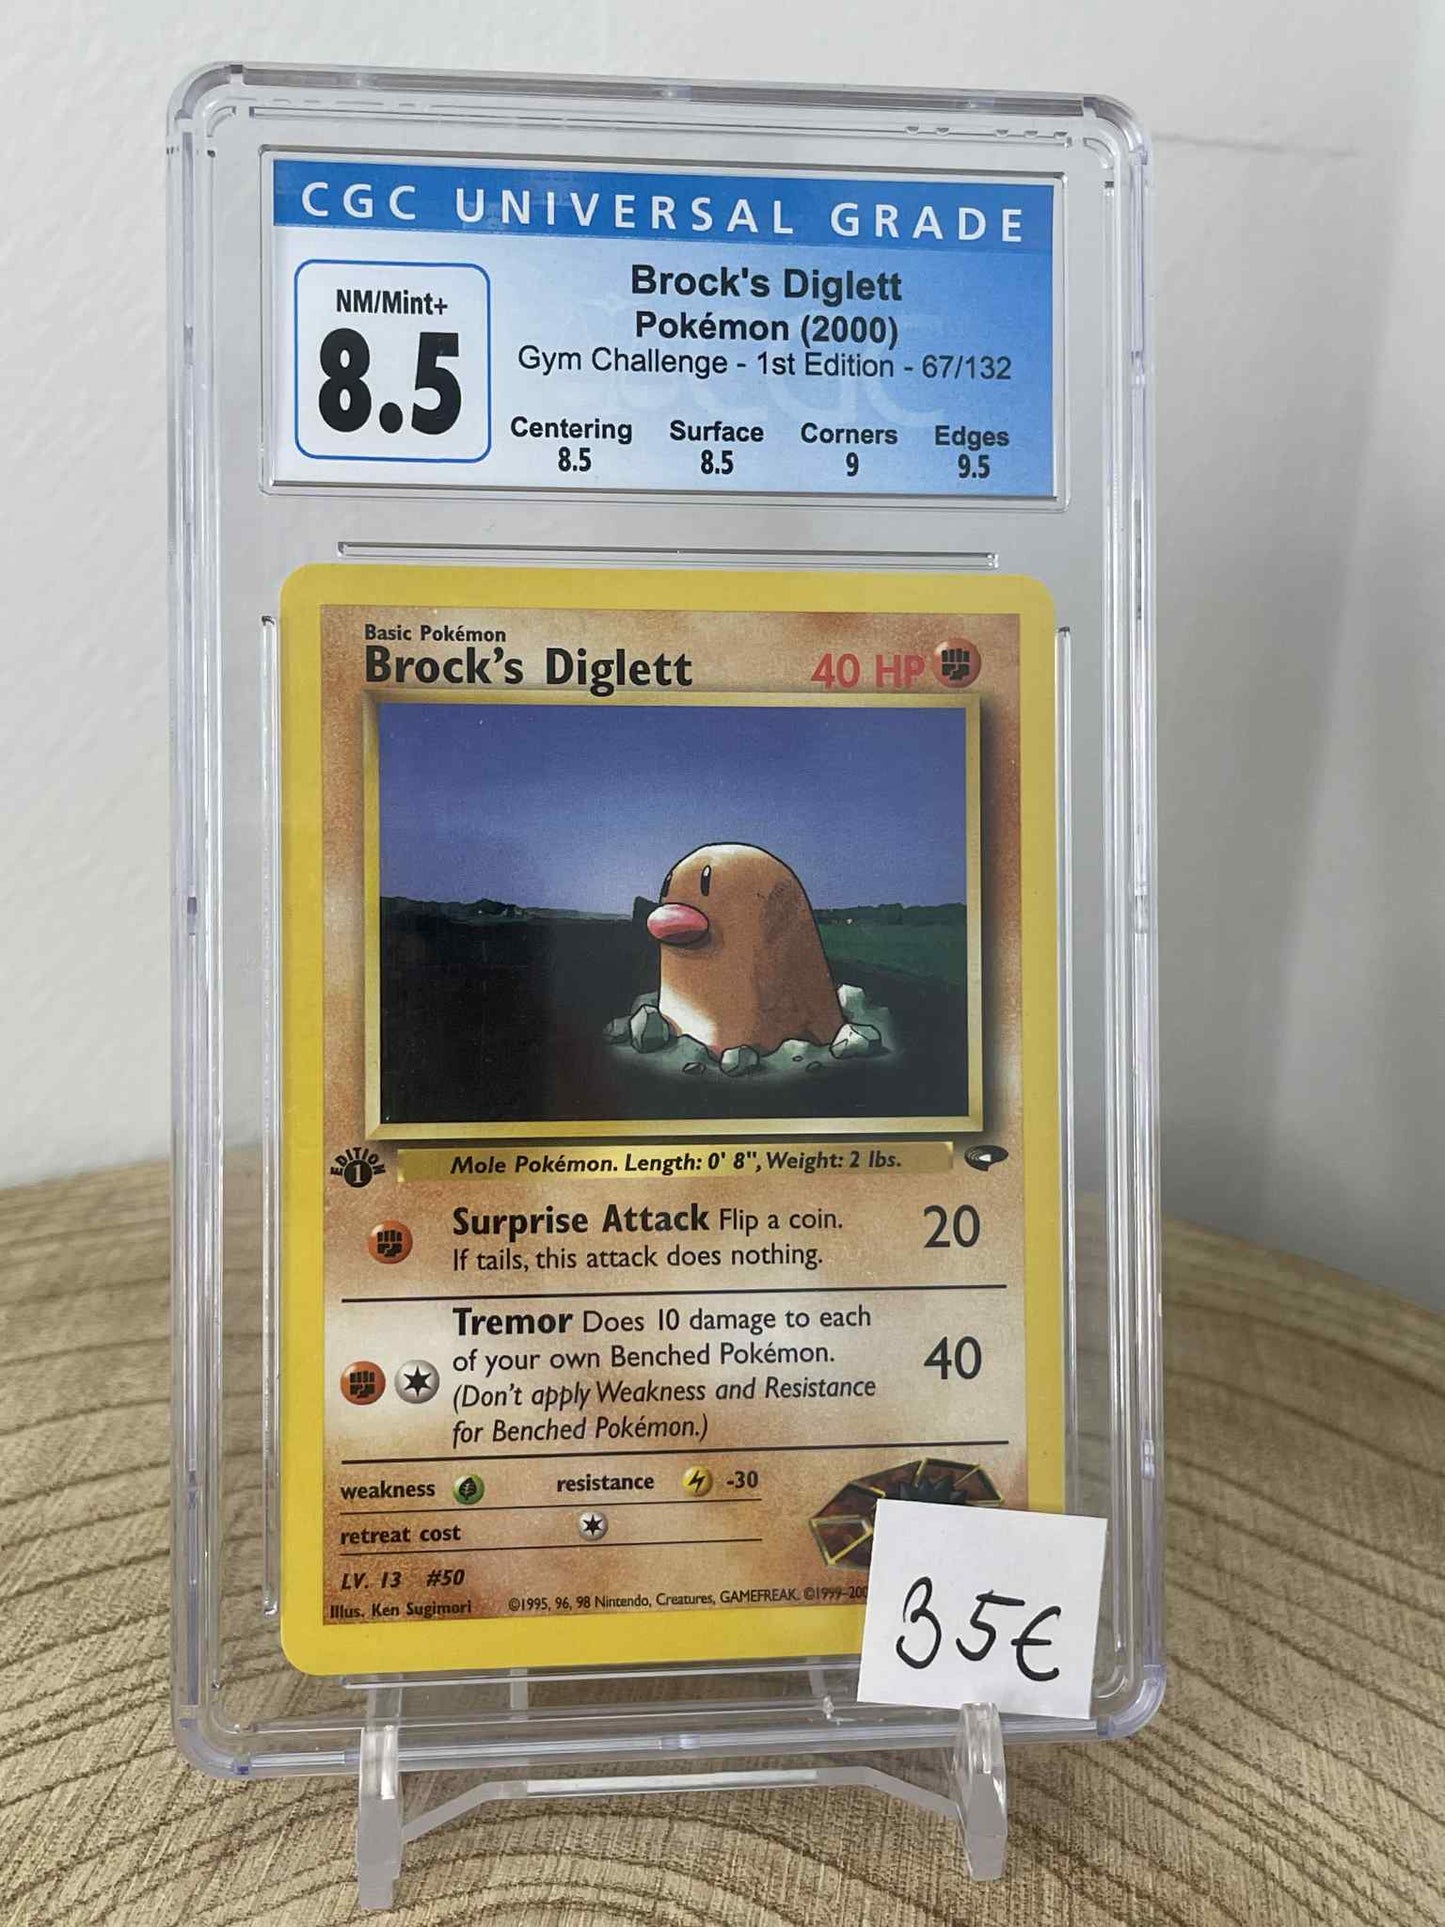 CGC UNIVERSAL GRADE
NM/Mint+
8.5
Brock's Diglett
Pokémon (2000)
Gym Challenge - 1st Edition - 67/132
Centering Surface Corners Edges
8.5 8.5 9 9.5
Basic Pokémon
Brock's Diglett 40 HP
EDITION
1
Mole Pokémon. Length: 0' 8", Weight: 2 lbs.
Surprise Attack Flip a coin. 20
If tails, this attack does nothing.
Tremor Does 10 damage to each
of your own Benched Pokémon. 40
(Don't apply Weakness and Resistance
for Benched Pokémon.)
weakness resistance -30
retreat cost
LV. 13 #50
Illus. Ken Sugimori ©1995, 96, 98 Nintendo, Creatures, GAMEFREAK. ©1999-200
35€